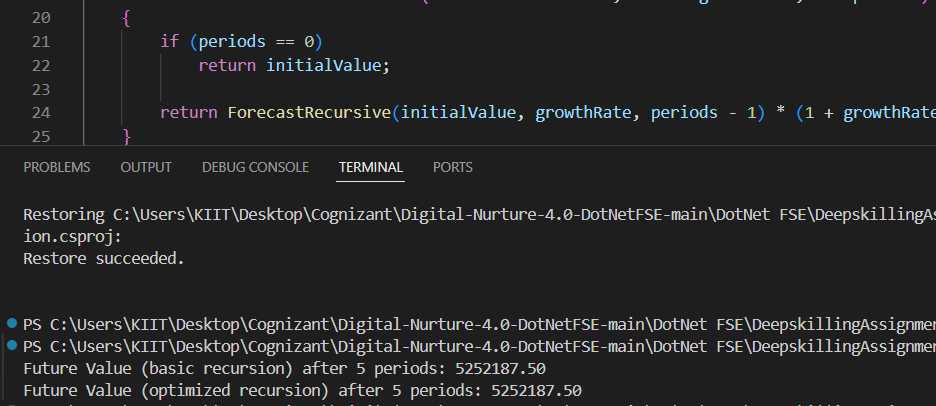 20 {
21 if (periods == 0)
22 return initialValue;
23
24 return ForecastRecursive(initialValue, growthRate, periods - 1) * (1 + growthRate
25 }
PROBLEMS OUTPUT DEBUG CONSOLE TERMINAL PORTS
Restoring C:\Users\KIIT\Desktop\Cognizant\Digital-Nurture-4.0-DotNetFSE-main\DotNet FSE\DeepskillingAs
ion.csproj:
Restore succeeded.
PS C:\Users\KIIT\Desktop\Cognizant\Digital-Nurture-4.0-DotNetFSE-main\DotNet FSE\DeepskillingAssignme
PS C:\Users\KIIT\Desktop\Cognizant\Digital-Nurture-4.0-DotNetFSE-main\DotNet FSE\DeepskillingAssignme
Future Value (basic recursion) after 5 periods: 5252187.50
Future Value (optimized recursion) after 5 periods: 5252187.50